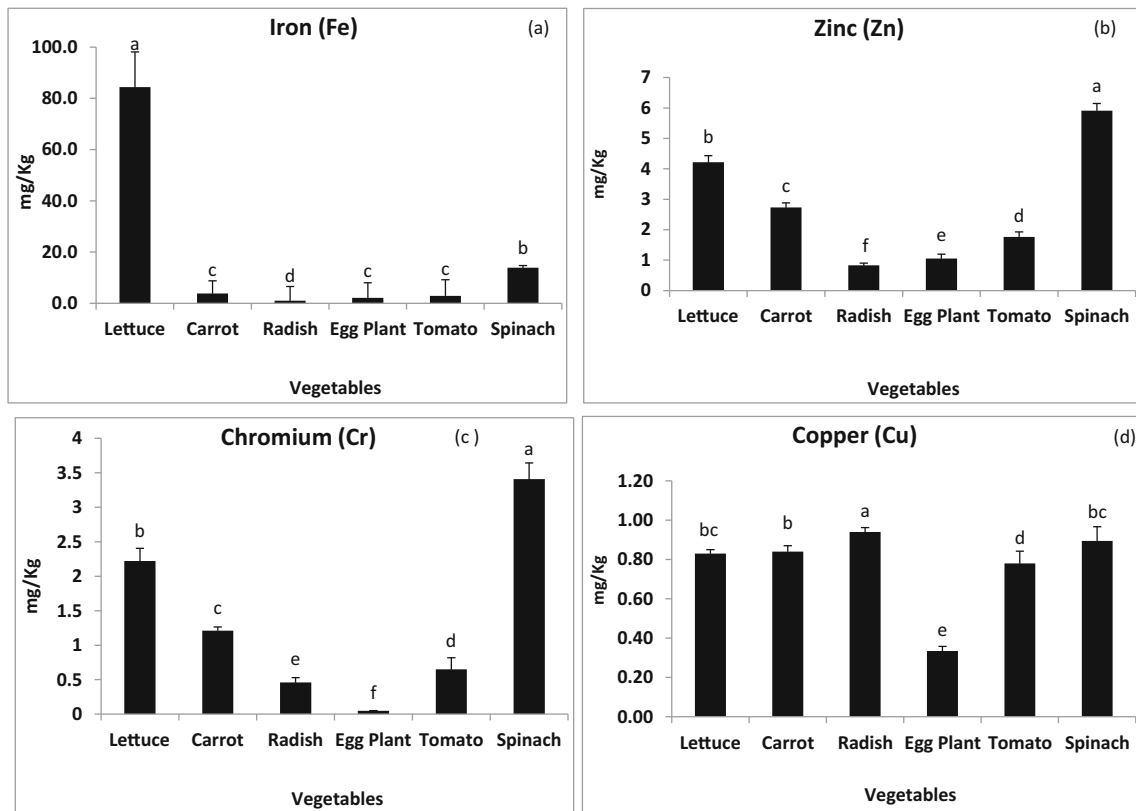 Iron (Fe)
(a)
100.0
80.0
60.0
40.0
20.0
0.0
mg/Kg
a
c
d
c
c
b
Lettuce Carrot Radish Egg Plant Tomato Spinach
Vegetables
Zinc (Zn)
(b)
7
6
5
4
3
2
1
0
mg/Kg
b
c
f
e
d
a
Lettuce Carrot Radish Egg Plant Tomato Spinach
Vegetables
Chromium (Cr)
(c )
4
3.5
3
2.5
2
1.5
1
0.5
0
mg/Kg
b
c
e
f
d
a
Lettuce Carrot Radish Egg Plant Tomato Spinach
Vegetables
Copper (Cu)
(d)
1.20
1.00
0.80
0.60
0.40
0.20
0.00
mg/Kg
bc
b
a
e
d
bc
Lettuce Carrot Radish Egg Plant Tomato Spinach
Vegetables